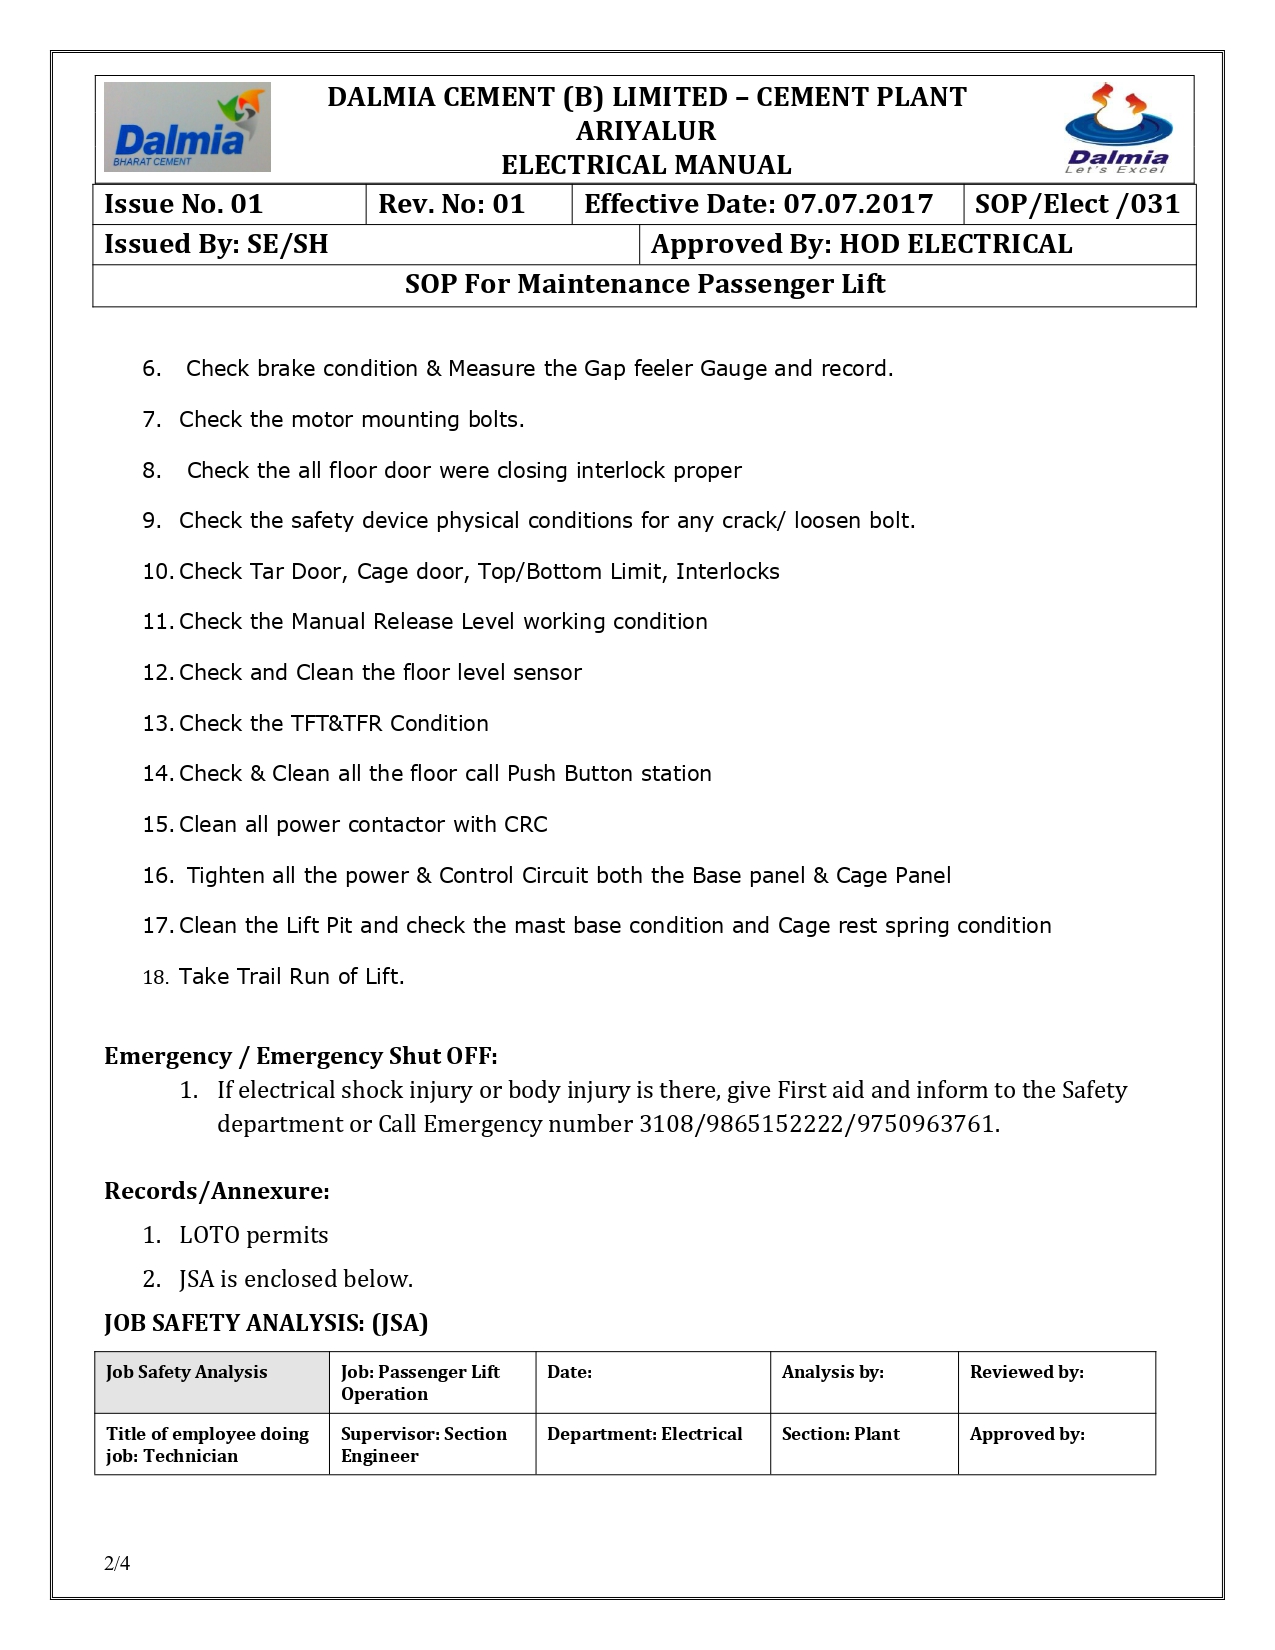 Dalmia
BHARAT CEMENT
DALMIA CEMENT (B) LIMITED – CEMENT PLANT
ARIYALUR
ELECTRICAL MANUAL
Dalmia
Let's Excel
Issue No. 01 Rev. No: 01 Effective Date: 07.07.2017 SOP/Elect /031
Issued By: SE/SH Approved By: HOD ELECTRICAL
SOP For Maintenance Passenger Lift
6. Check brake condition & Measure the Gap feeler Gauge and record.
7. Check the motor mounting bolts.
8. Check the all floor door were closing interlock proper
9. Check the safety device physical conditions for any crack/ loosen bolt.
10. Check Tar Door, Cage door, Top/Bottom Limit, Interlocks
11. Check the Manual Release Level working condition
12. Check and Clean the floor level sensor
13. Check the TFT&TFR Condition
14. Check & Clean all the floor call Push Button station
15. Clean all power contactor with CRC
16. Tighten all the power & Control Circuit both the Base panel & Cage Panel
17. Clean the Lift Pit and check the mast base condition and Cage rest spring condition
18. Take Trail Run of Lift.
Emergency / Emergency Shut OFF:
1. If electrical shock injury or body injury is there, give First aid and inform to the Safety
department or Call Emergency number 3108/9865152222/9750963761.
Records/Annexure:
1. LOTO permits
2. JSA is enclosed below.
JOB SAFETY ANALYSIS: (JSA)
Job Safety Analysis Job: Passenger Lift Date: Analysis by: Reviewed by:
Operation
Title of employee doing Supervisor: Section Department: Electrical Section: Plant Approved by:
job: Technician Engineer
2/4